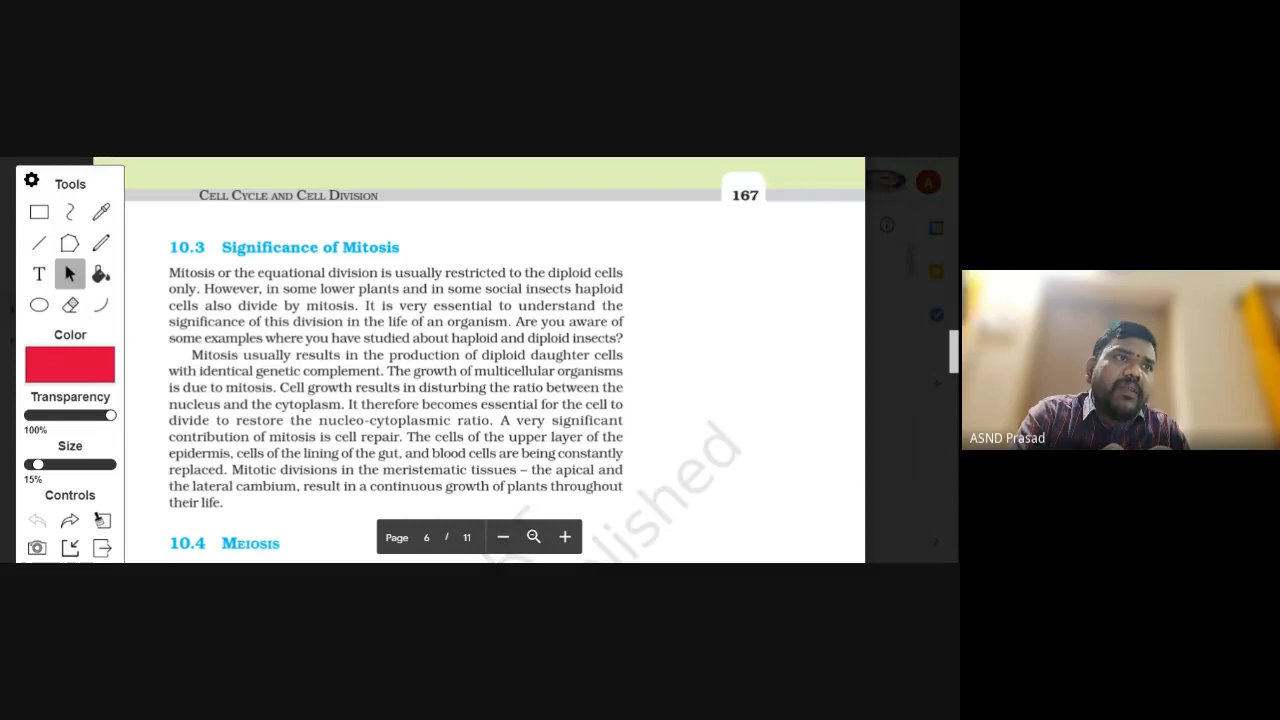 Tools
Color
Transparency
100%
Size
15%
Controls
CELL CYCLE AND CELL DIVISION
167
10.3 Significance of Mitosis
Mitosis or the equational division is usually restricted to the diploid cells
only. However, in some lower plants and in some social insects haploid
cells also divide by mitosis. It is very essential to understand the
significance of this division in the life of an organism. Are you aware of
some examples where you have studied about haploid and diploid insects?
Mitosis usually results in the production of diploid daughter cells
with identical genetic complement. The growth of multicellular organisms
is due to mitosis. Cell growth results in disturbing the ratio between the
nucleus and the cytoplasm. It therefore becomes essential for the cell to
divide to restore the nucleo-cytoplasmic ratio. A very significant
contribution of mitosis is cell repair. The cells of the upper layer of the
epidermis, cells of the lining of the gut, and blood cells are being constantly
replaced. Mitotic divisions in the meristematic tissues – the apical and
the lateral cambium, result in a continuous growth of plants throughout
their life.
10.4 MEIOSIS
Page 6 / 11
A
ASND Prasad